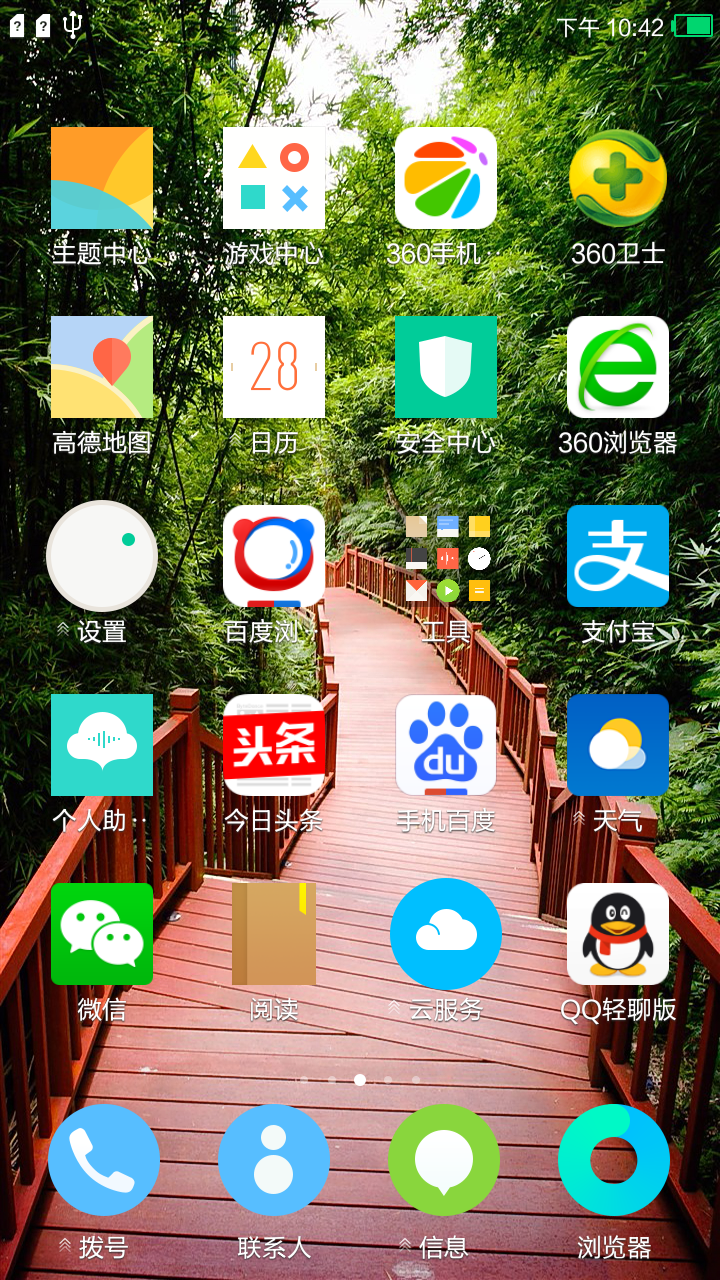 ? ? 下午 10:42
主题中心 游戏中心 360手机·· 360卫士
28
高德地图 日历 安全中心 360浏览器
支
设置 百度浏·· 工具 支付宝
头条 du
个人助·· 今日头条 手机百度 天气
微信 阅读 云服务 QQ轻聊版
拨号 联系人 信息 浏览器